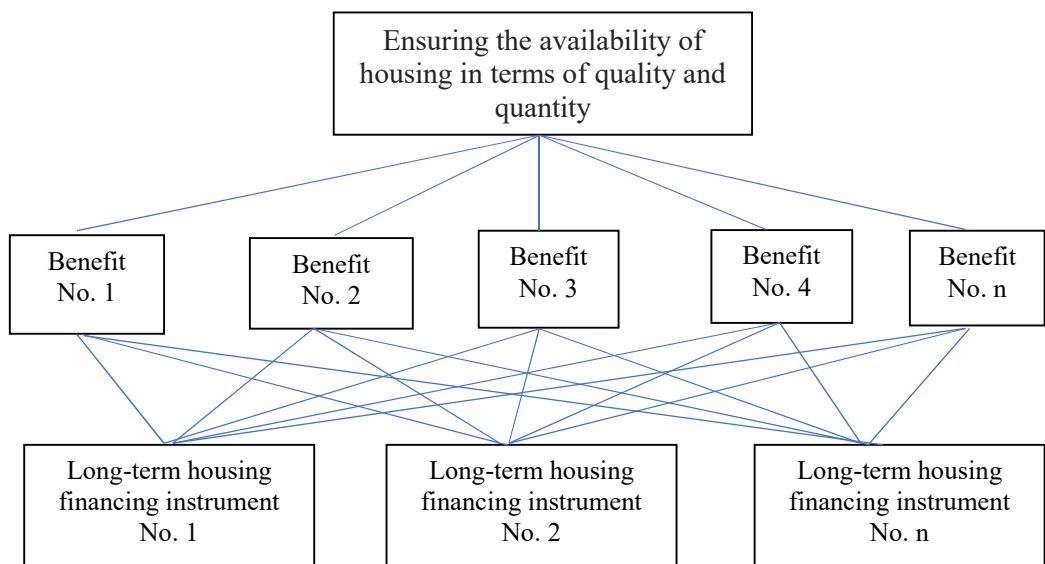 Ensuring the availability of
housing in terms of quality and
quantity
Benefit
No. 1
Benefit
No. 2
Benefit
No. 3
Benefit
No. 4
Benefit
No. n
Long-term housing
financing instrument
No. 1
Long-term housing
financing instrument
No. 2
Long-term housing
financing instrument
No. n